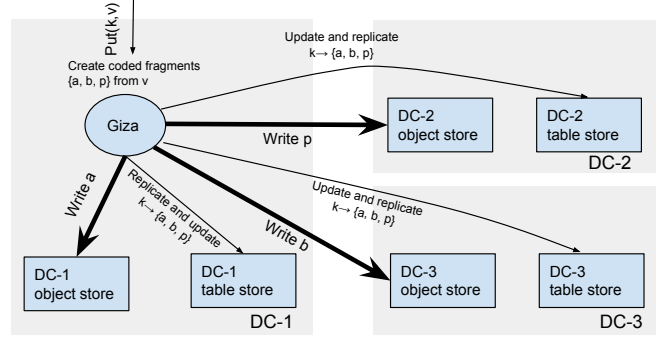 Put(k,v)
Create coded fragments
{a, b, p} from v
Update and replicate
k→ {a, b, p}
Giza
Write p
DC-2
object store
DC-2
table store
DC-2
Write a
Replicate and update
k→ {a, b, p}
Write b
Update and replicate
k→ {a, b, p}
DC-1
object store
DC-1
table store
DC-1
DC-3
object store
DC-3
table store
DC-3